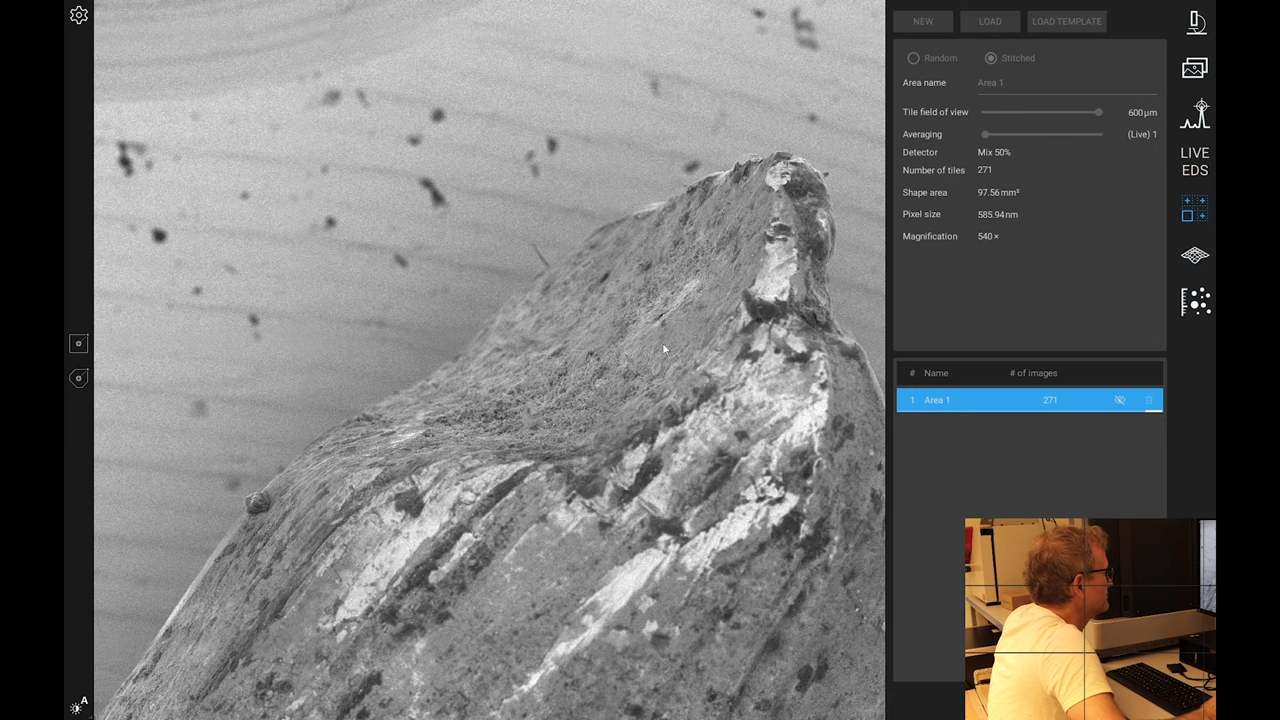 NEW LOAD LOAD TEMPLATE
Random Stitched
Area name Area 1
Tile field of view 600 µm
Averaging (Live) 1
Detector Mix 50%
Number of tiles 271
Shape area 97.56 mm²
Pixel size 585.94 nm
Magnification 540 ×
# Name # of images
1 Area 1 271
LIVE
EDS
A